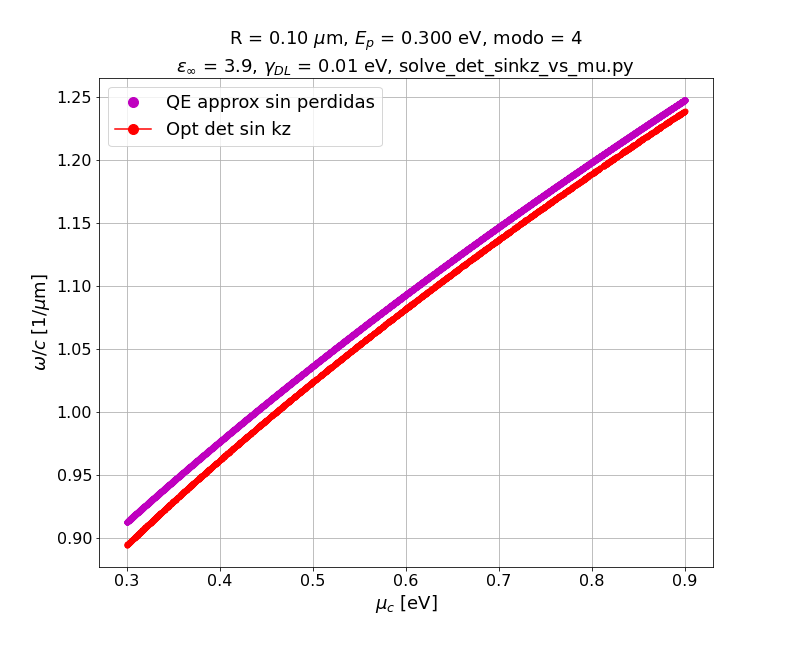 R = 0.10 μm, E_p = 0.300 eV, modo = 4
ε_∞ = 3.9, γ_DL = 0.01 eV, solve_det_sinkz_vs_mu.py
QE approx sin perdidas
Opt det sin kz
1.25
1.20
1.15
1.10
1.05
1.00
0.95
0.90
ω/c [1/μm]
0.3 0.4 0.5 0.6 0.7 0.8 0.9
μ_c [eV]